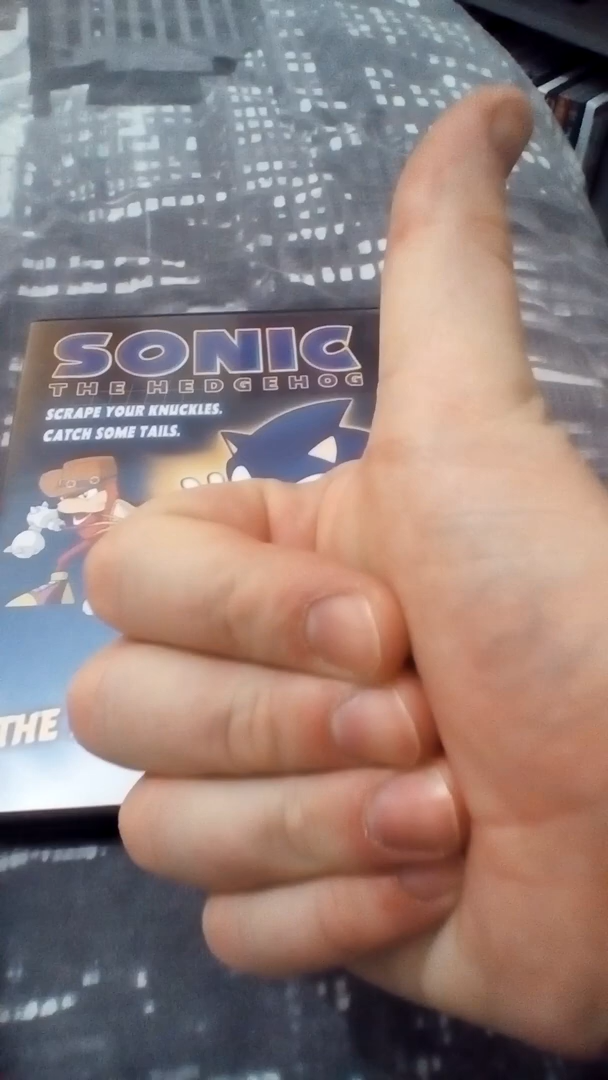 SONIC
THE HEDGEHOG
SCRAPE YOUR KNUCKLES.
CATCH SOME TAILS.
THE